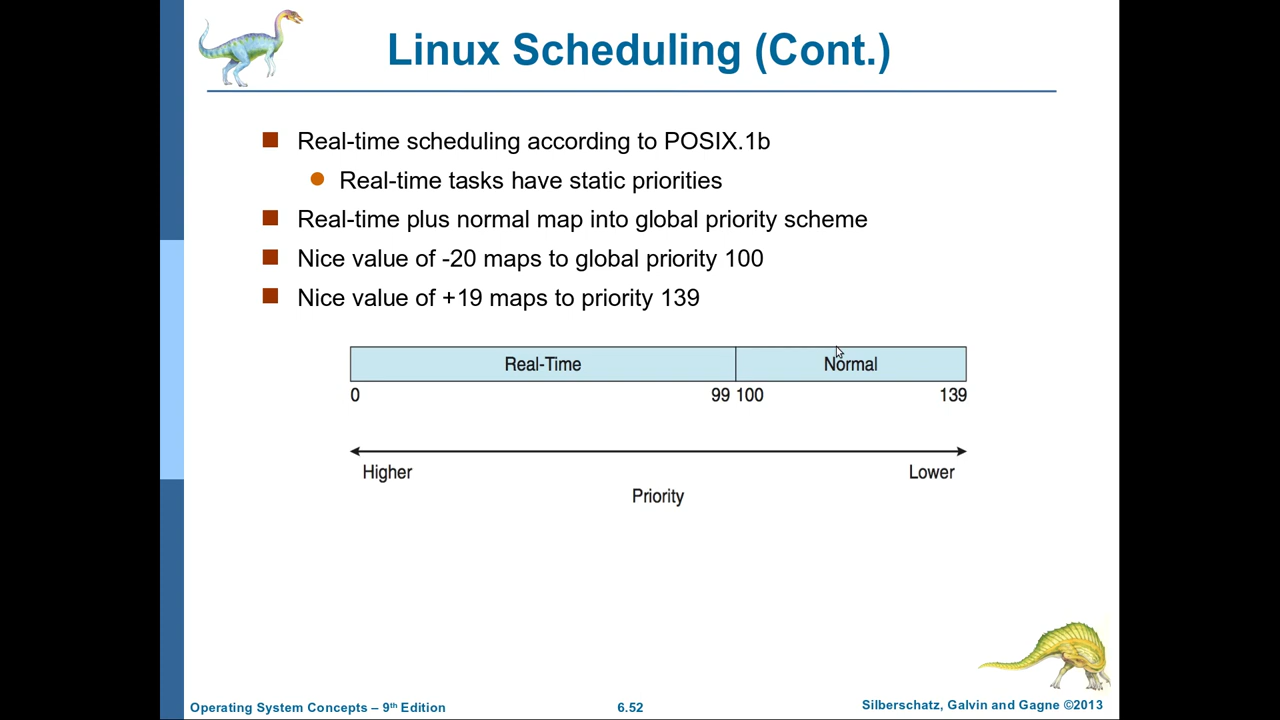 Linux Scheduling (Cont.)
Real-time scheduling according to POSIX.1b
Real-time tasks have static priorities
Real-time plus normal map into global priority scheme
Nice value of -20 maps to global priority 100
Nice value of +19 maps to priority 139
Real-Time Normal
0 99 100 139
Higher Lower
Priority
Operating System Concepts – 9th Edition 6.52 Silberschatz, Galvin and Gagne ©2013